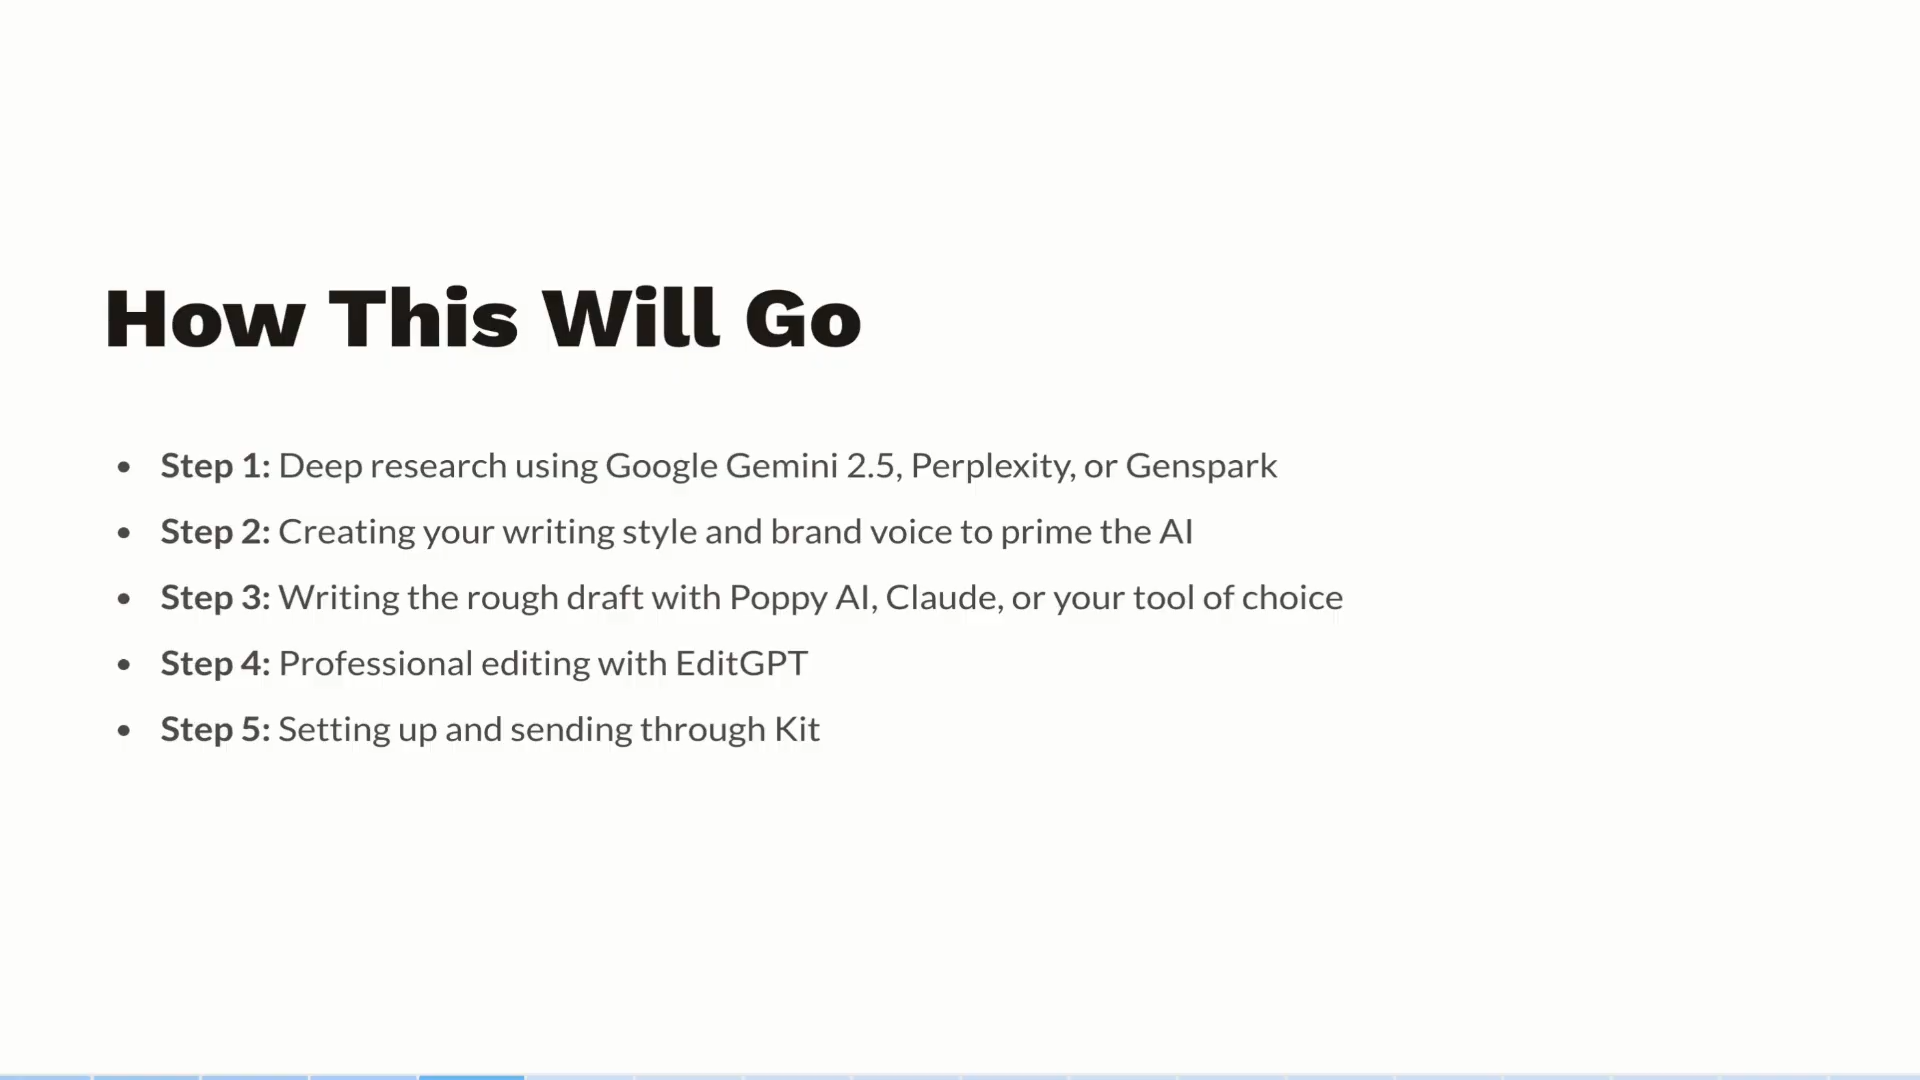 How This Will Go
• Step 1: Deep research using Google Gemini 2.5, Perplexity, or Genspark
• Step 2: Creating your writing style and brand voice to prime the AI
• Step 3: Writing the rough draft with Poppy AI, Claude, or your tool of choice
• Step 4: Professional editing with EditGPT
• Step 5: Setting up and sending through Kit